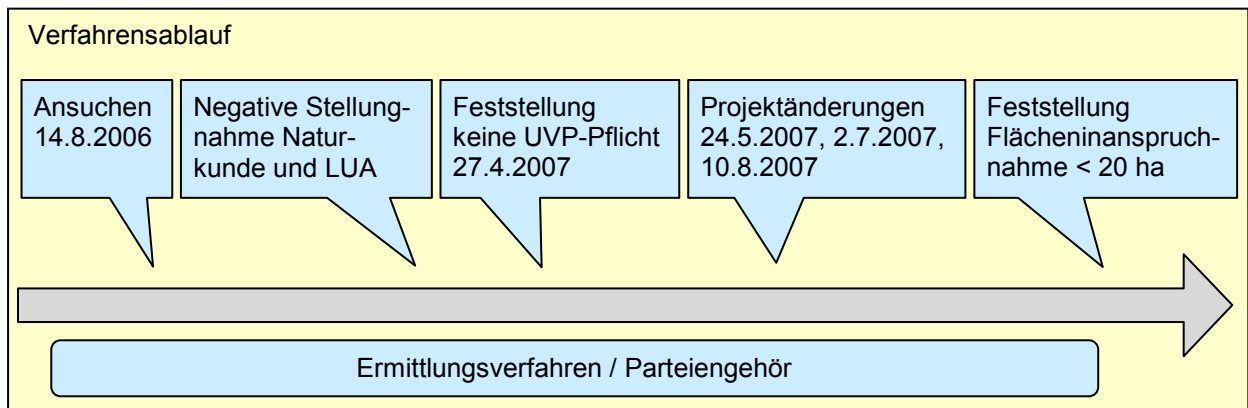 Verfahrensablauf
Ansuchen
14.8.2006
Negative Stellung-
nahme Natur-
kunde und LUA
Feststellung
keine UVP-Pflicht
27.4.2007
Projektänderungen
24.5.2007, 2.7.2007,
10.8.2007
Feststellung
Flächeninanspruch-
nahme < 20 ha
Ermittlungsverfahren / Parteiengehör